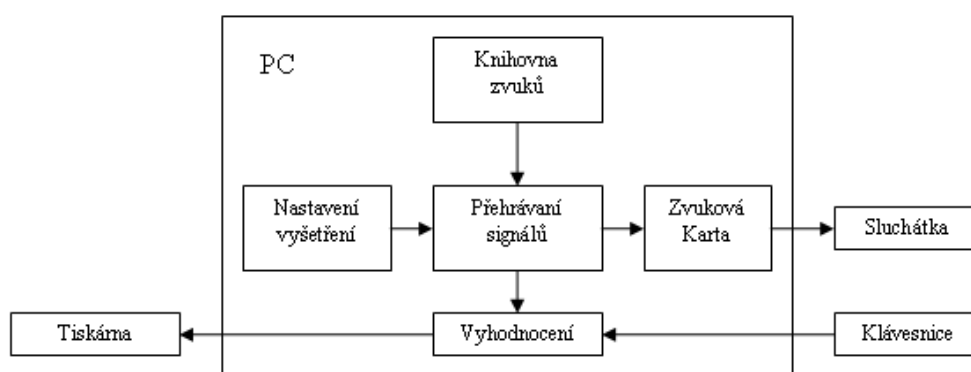 PC
Knihovna
zvuků
Nastavení
vyšetření
Přehrávaní
signálů
Zvuková
Karta
Sluchátka
Tiskárna
Vyhodnocení
Klávesnice